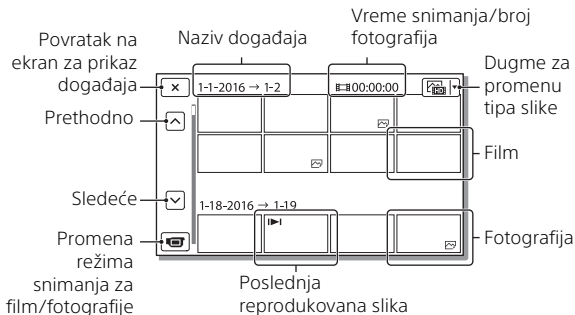 Povratak na
ekran za prikaz
događaja
Naziv događaja
Vreme snimanja/broj
fotografija
Dugme za
promenu
tipa slike
1-1-2016 → 1-2
00:00:00
Prethodno
Film
Sledeće
1-18-2016 → 1-19
Promena
režima
snimanja za
film/fotografije
Poslednja
reprodukovana slika
Fotografija